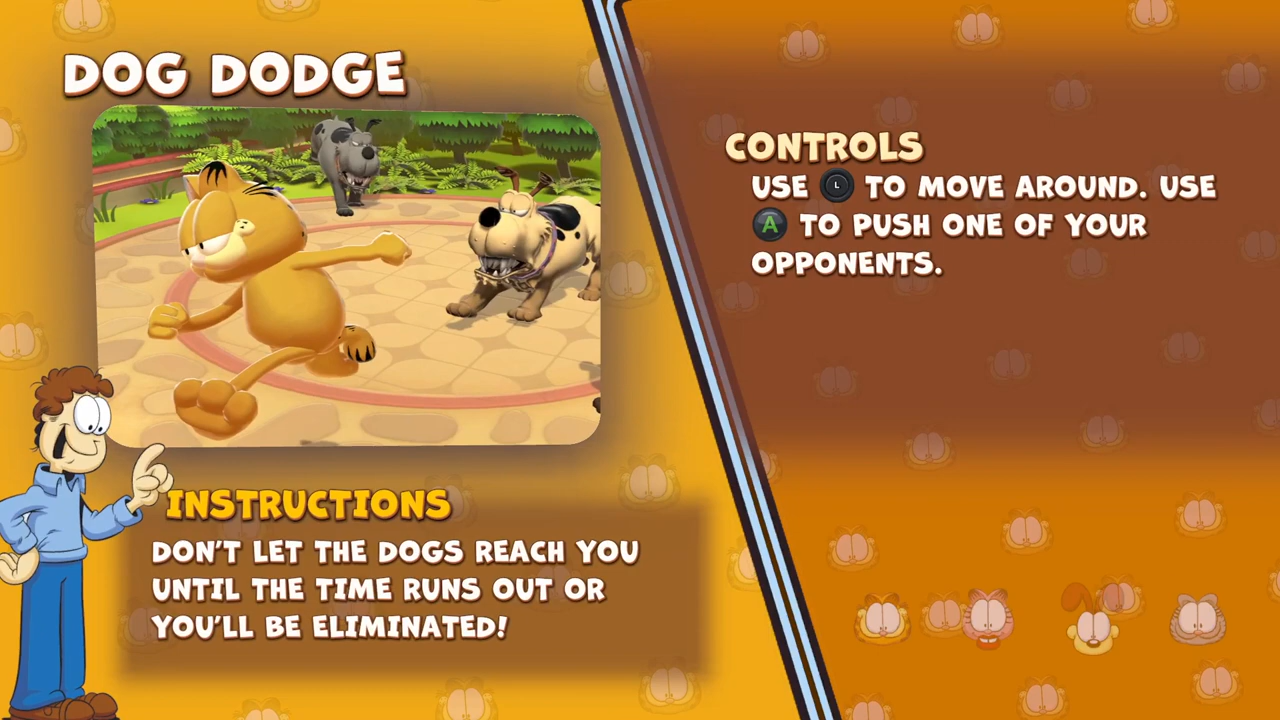 DOG DODGE
INSTRUCTIONS
DON'T LET THE DOGS REACH YOU
UNTIL THE TIME RUNS OUT OR
YOU'LL BE ELIMINATED!
CONTROLS
USE L TO MOVE AROUND. USE
A TO PUSH ONE OF YOUR
OPPONENTS.